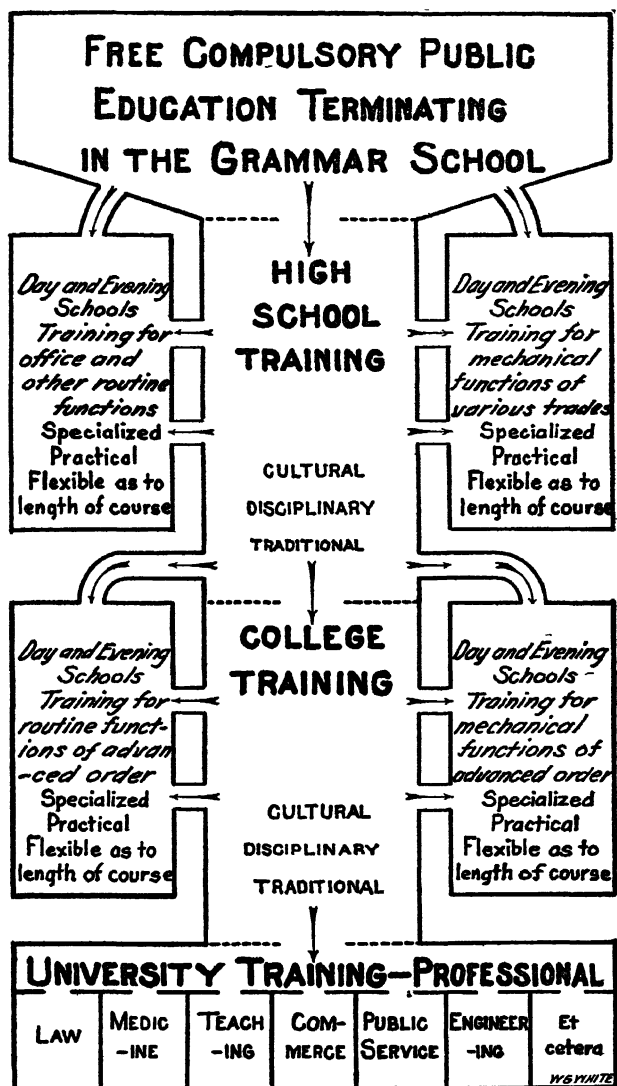 FREE COMPULSORY PUBLIC
EDUCATION TERMINATING
IN THE GRAMMAR SCHOOL
HIGH
SCHOOL
TRAINING
CULTURAL
DISCIPLINARY
TRADITIONAL
Day and Evening
Schools
Training for
office and
other routine
functions
Specialized
Practical
Flexible as to
length of course
Day and Evening
Schools
Training for
mechanical
functions of
various trades
Specialized
Practical
Flexible as to
length of course
COLLEGE
TRAINING
CULTURAL
DISCIPLINARY
TRADITIONAL
Day and Evening
Schools
Training for
routine funct-
ions of advan
-ced order
Specialized
Practical
Flexible as to
length of course
Day and Evening
Schools
Training for
mechanical
functions of
advanced order
Specialized
Practical
Flexible as to
length of course
UNIVERSITY TRAINING–PROFESSIONAL
LAW
MEDIC
-INE
TEACH
-ING
COM-
MERCE
PUBLIC
SERVICE
ENGINEER
-ING
Et
cetera
WGWHITE